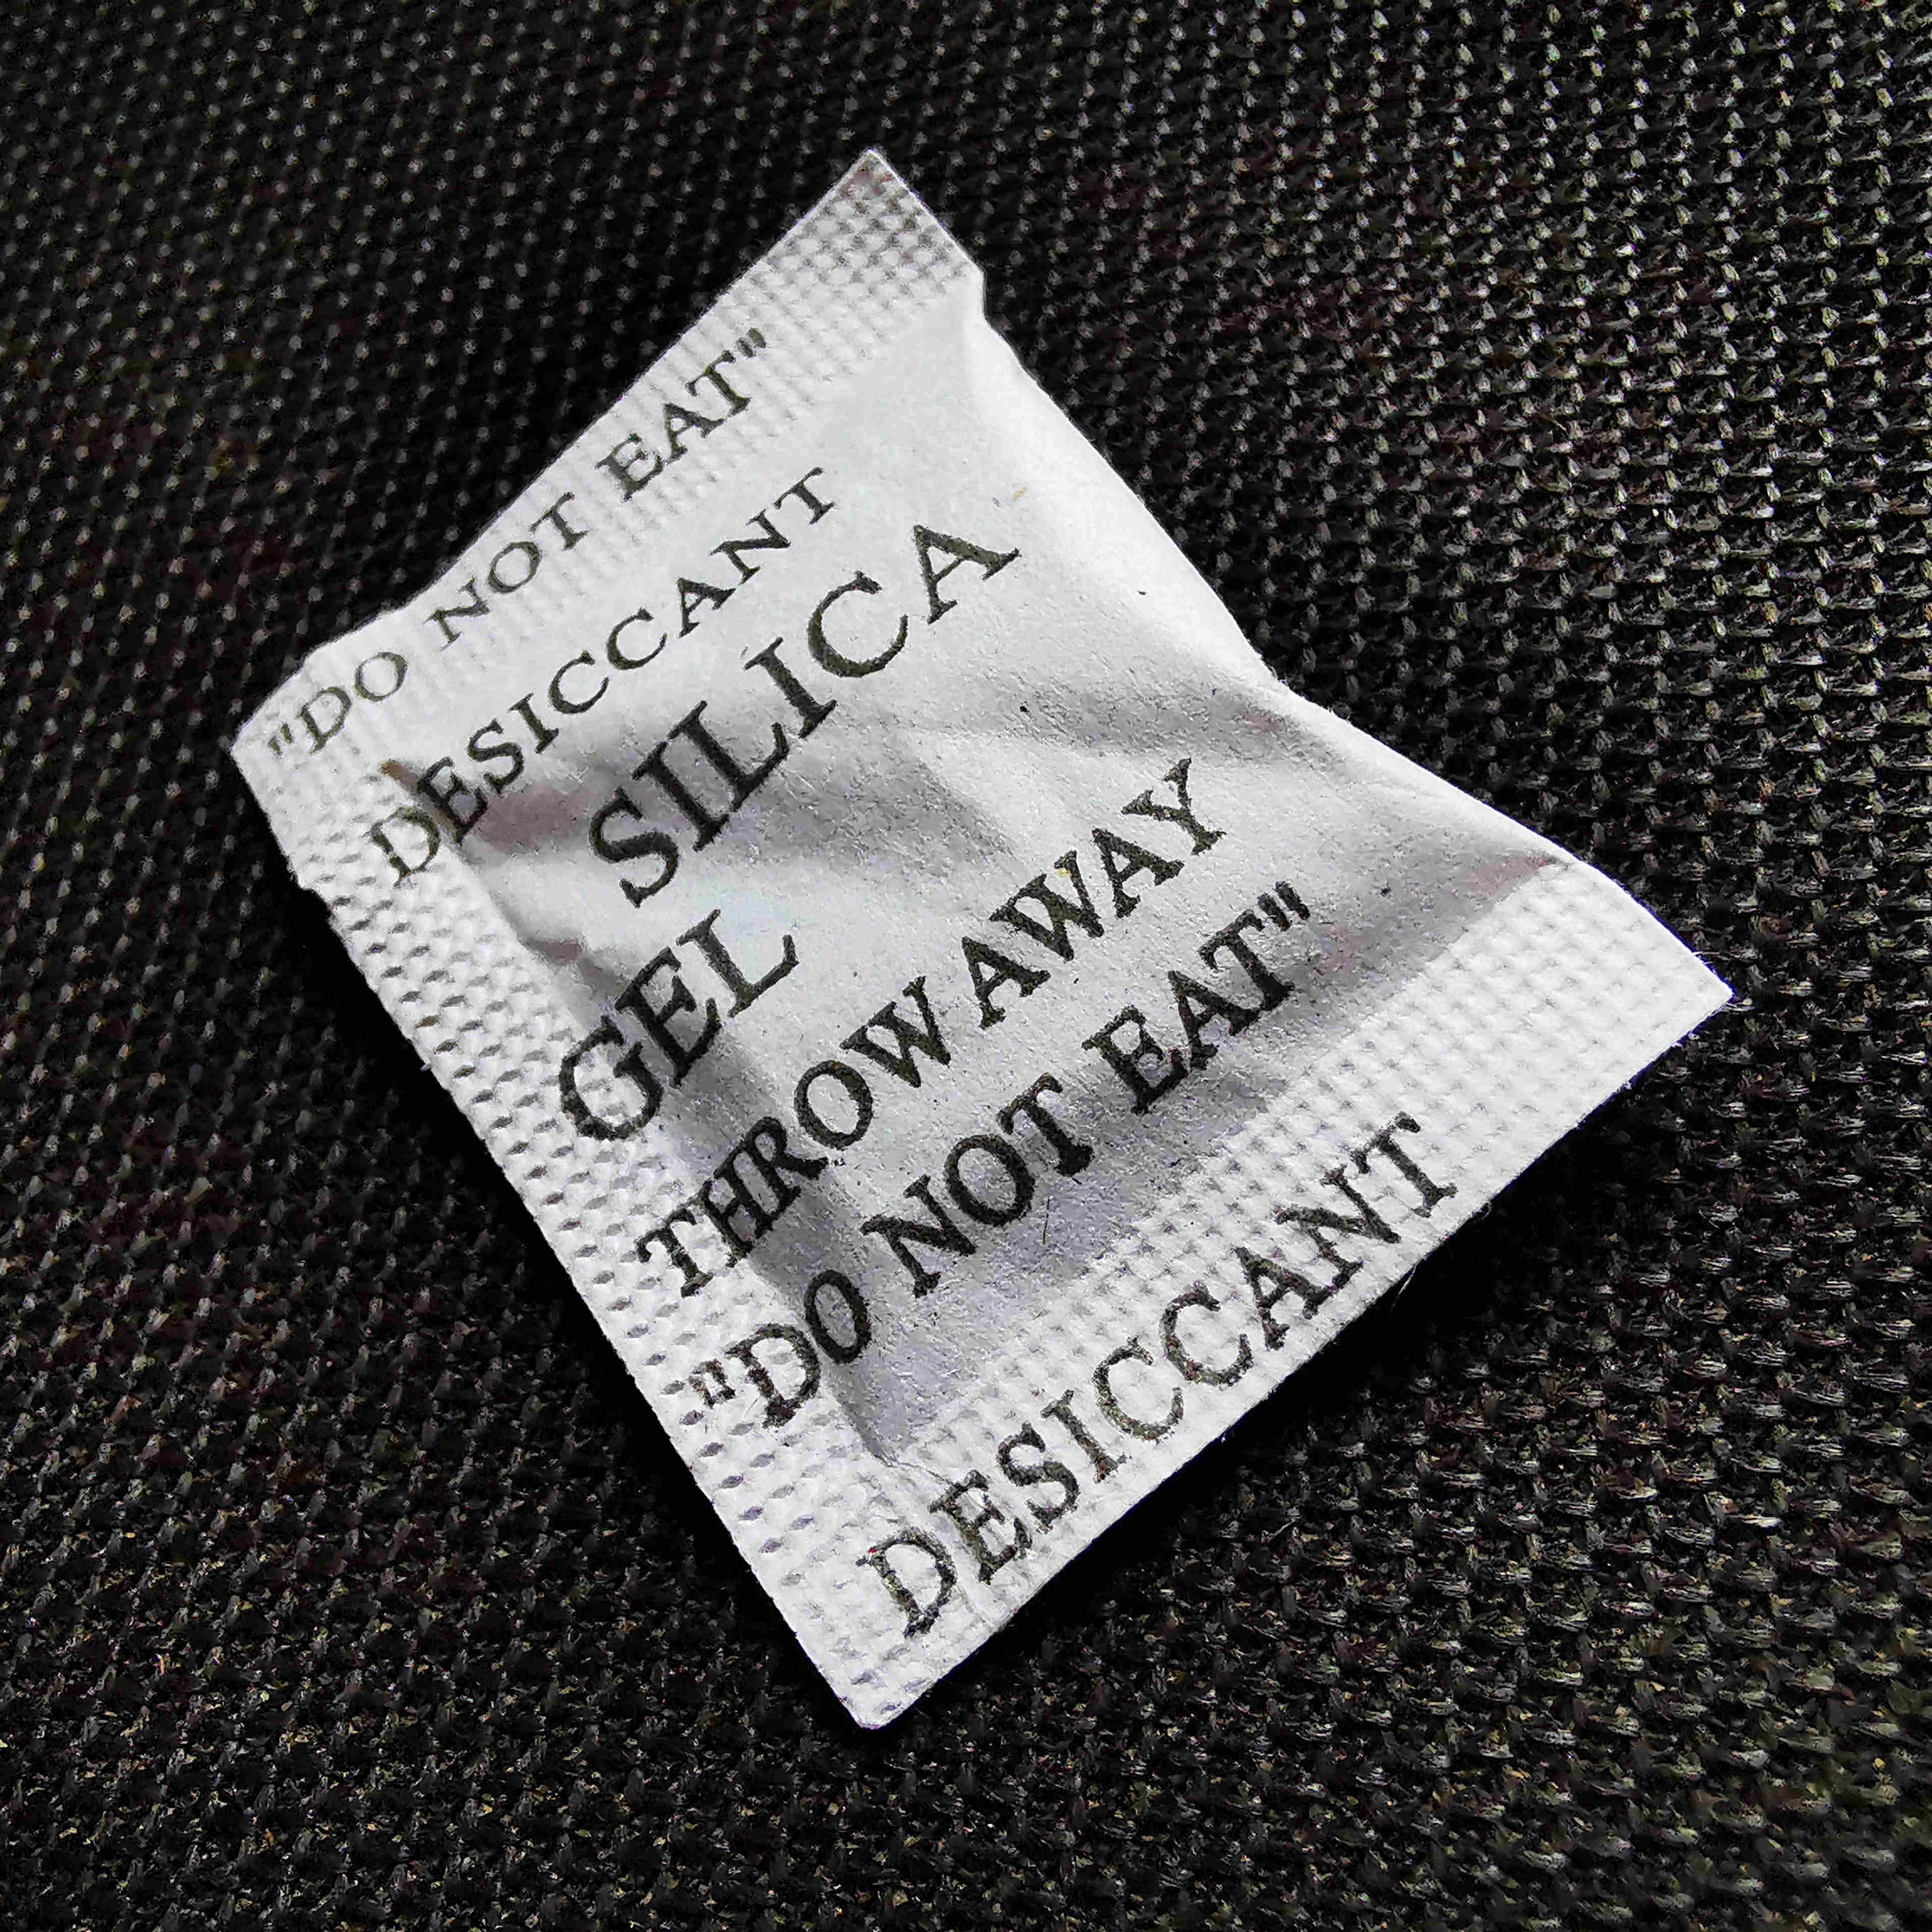 "DO NOT EAT"
DESICCANT
SILICA
GEL
THROW AWAY
"DO NOT EAT"
DESICCANT